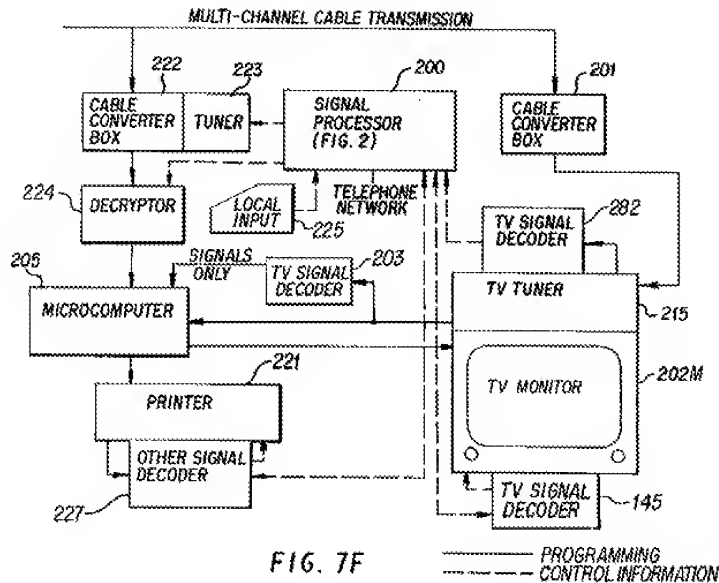 MULTI-CHANNEL CABLE TRANSMISSION
222
223
200
201
CABLE
CONVERTER
BOX
TUNER
SIGNAL
PROCESSOR
(FIG. 2)
CABLE
CONVERTER
BOX
224
DECRYPTOR
LOCAL
INPUT
225
TELEPHONE
NETWORK
282
TV SIGNAL
DECODER
205
SIGNALS
ONLY
TV SIGNAL
DECODER
203
TV TUNER
215
MICROCOMPUTER
202M
221
TV MONITOR
PRINTER
OTHER SIGNAL
DECODER
227
TV SIGNAL
DECODER
145
FIG. 7F
PROGRAMMING
CONTROL INFORMATION